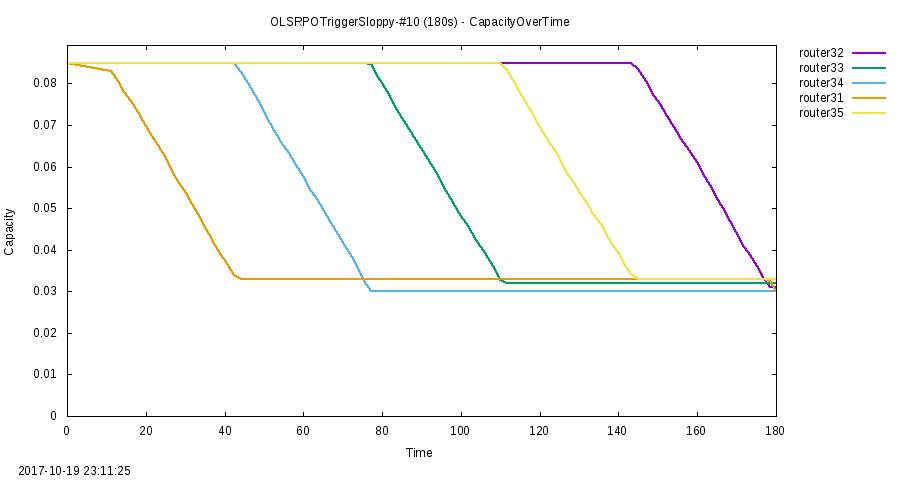 OLSRPOTriggerSloppy-#10 (180s) - CapacityOverTime
router32
router33
router34
router31
router35
Capacity
0.08
0.07
0.06
0.05
0.04
0.03
0.02
0.01
0
0 20 40 60 80 100 120 140 160 180
Time
2017-10-19 23:11:25